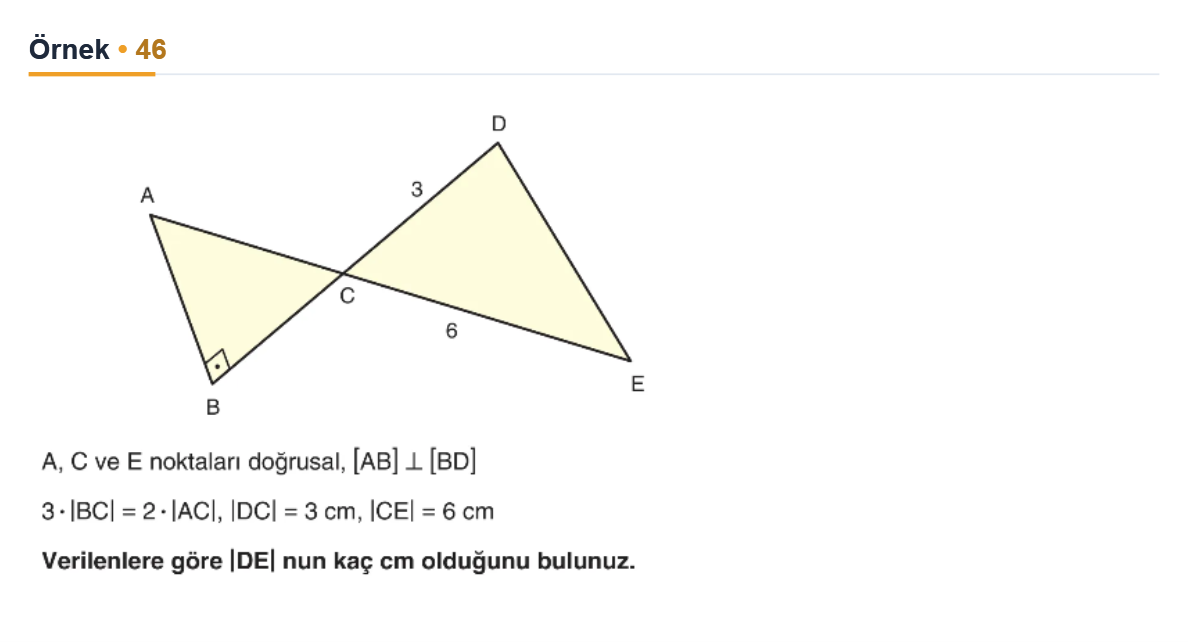 Örnek • 46
D
3
A
C
6
E
B
A, C ve E noktaları doğrusal, [AB] ⊥ [BD]
3 · |BC| = 2 · |AC|, |DC| = 3 cm, |CE| = 6 cm
Verilenlere göre |DE| nun kaç cm olduğunu bulunuz.